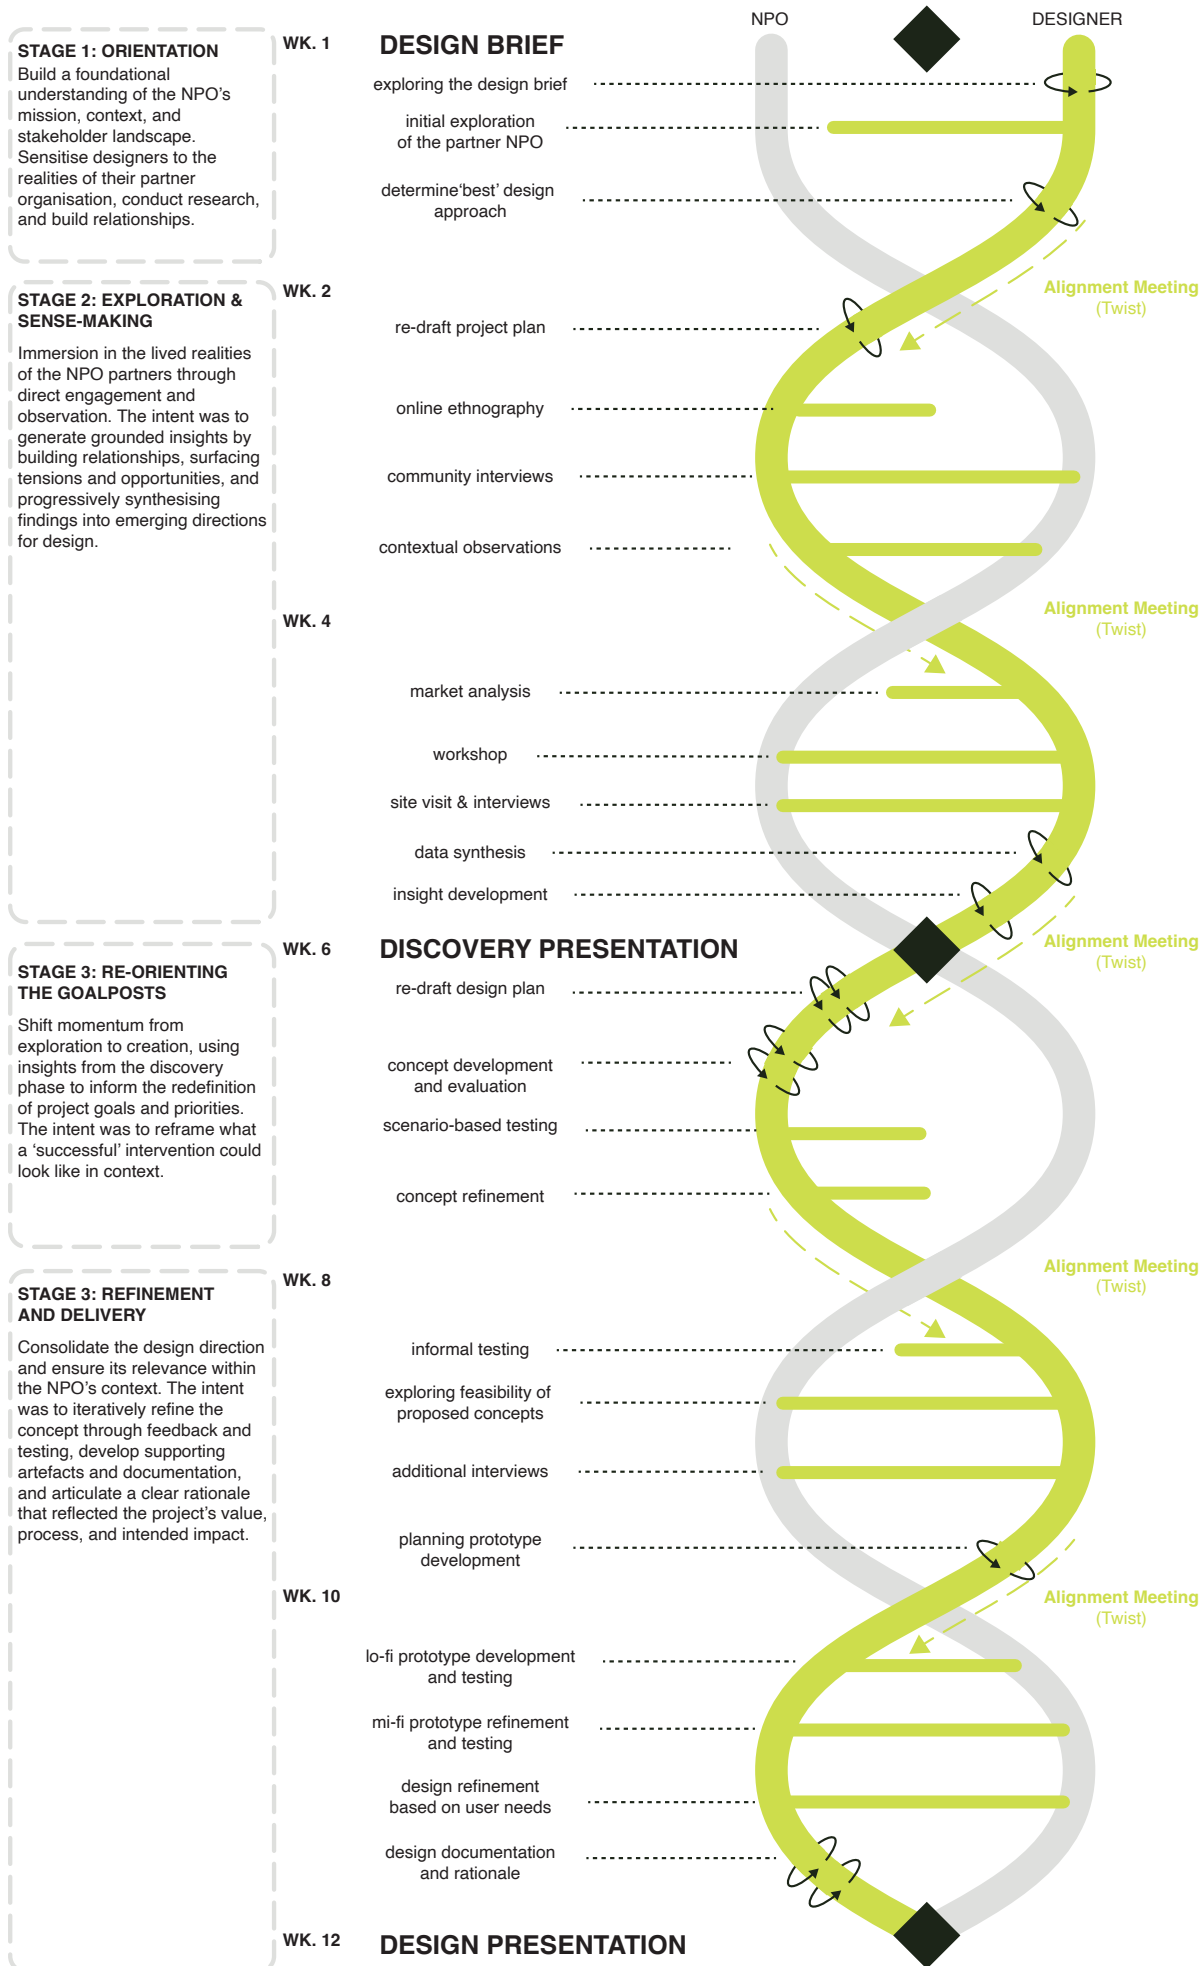 NPO
DESIGNER
STAGE 1: ORIENTATION
Build a foundational
understanding of the NPO's
mission, context, and
stakeholder landscape.
Sensitise designers to the
realities of their partner
organisation, conduct research,
and build relationships.
WK. 1
DESIGN BRIEF
exploring the design brief
initial exploration
of the partner NPO
determine‘best’ design
approach
STAGE 2: EXPLORATION &
SENSE-MAKING
Immersion in the lived realities
of the NPO partners through
direct engagement and
observation. The intent was to
generate grounded insights by
building relationships, surfacing
tensions and opportunities, and
progressively synthesising
findings into emerging directions
for design.
WK. 2
Alignment Meeting
(Twist)
re-draft project plan
online ethnography
community interviews
contextual observations
WK. 4
Alignment Meeting
(Twist)
market analysis
workshop
site visit & interviews
data synthesis
insight development
STAGE 3: RE-ORIENTING
THE GOALPOSTS
Shift momentum from
exploration to creation, using
insights from the discovery
phase to inform the redefinition
of project goals and priorities.
The intent was to reframe what
a ‘successful’ intervention could
look like in context.
WK. 6
DISCOVERY PRESENTATION
Alignment Meeting
(Twist)
re-draft design plan
concept development
and evaluation
scenario-based testing
concept refinement
STAGE 3: REFINEMENT
AND DELIVERY
Consolidate the design direction
and ensure its relevance within
the NPO's context. The intent
was to iteratively refine the
concept through feedback and
testing, develop supporting
artefacts and documentation,
and articulate a clear rationale
that reflected the project's value,
process, and intended impact.
WK. 8
Alignment Meeting
(Twist)
informal testing
exploring feasibility of
proposed concepts
additional interviews
planning prototype
development
WK. 10
Alignment Meeting
(Twist)
lo-fi prototype development
and testing
mi-fi prototype refinement
and testing
design refinement
based on user needs
design documentation
and rationale
WK. 12
DESIGN PRESENTATION